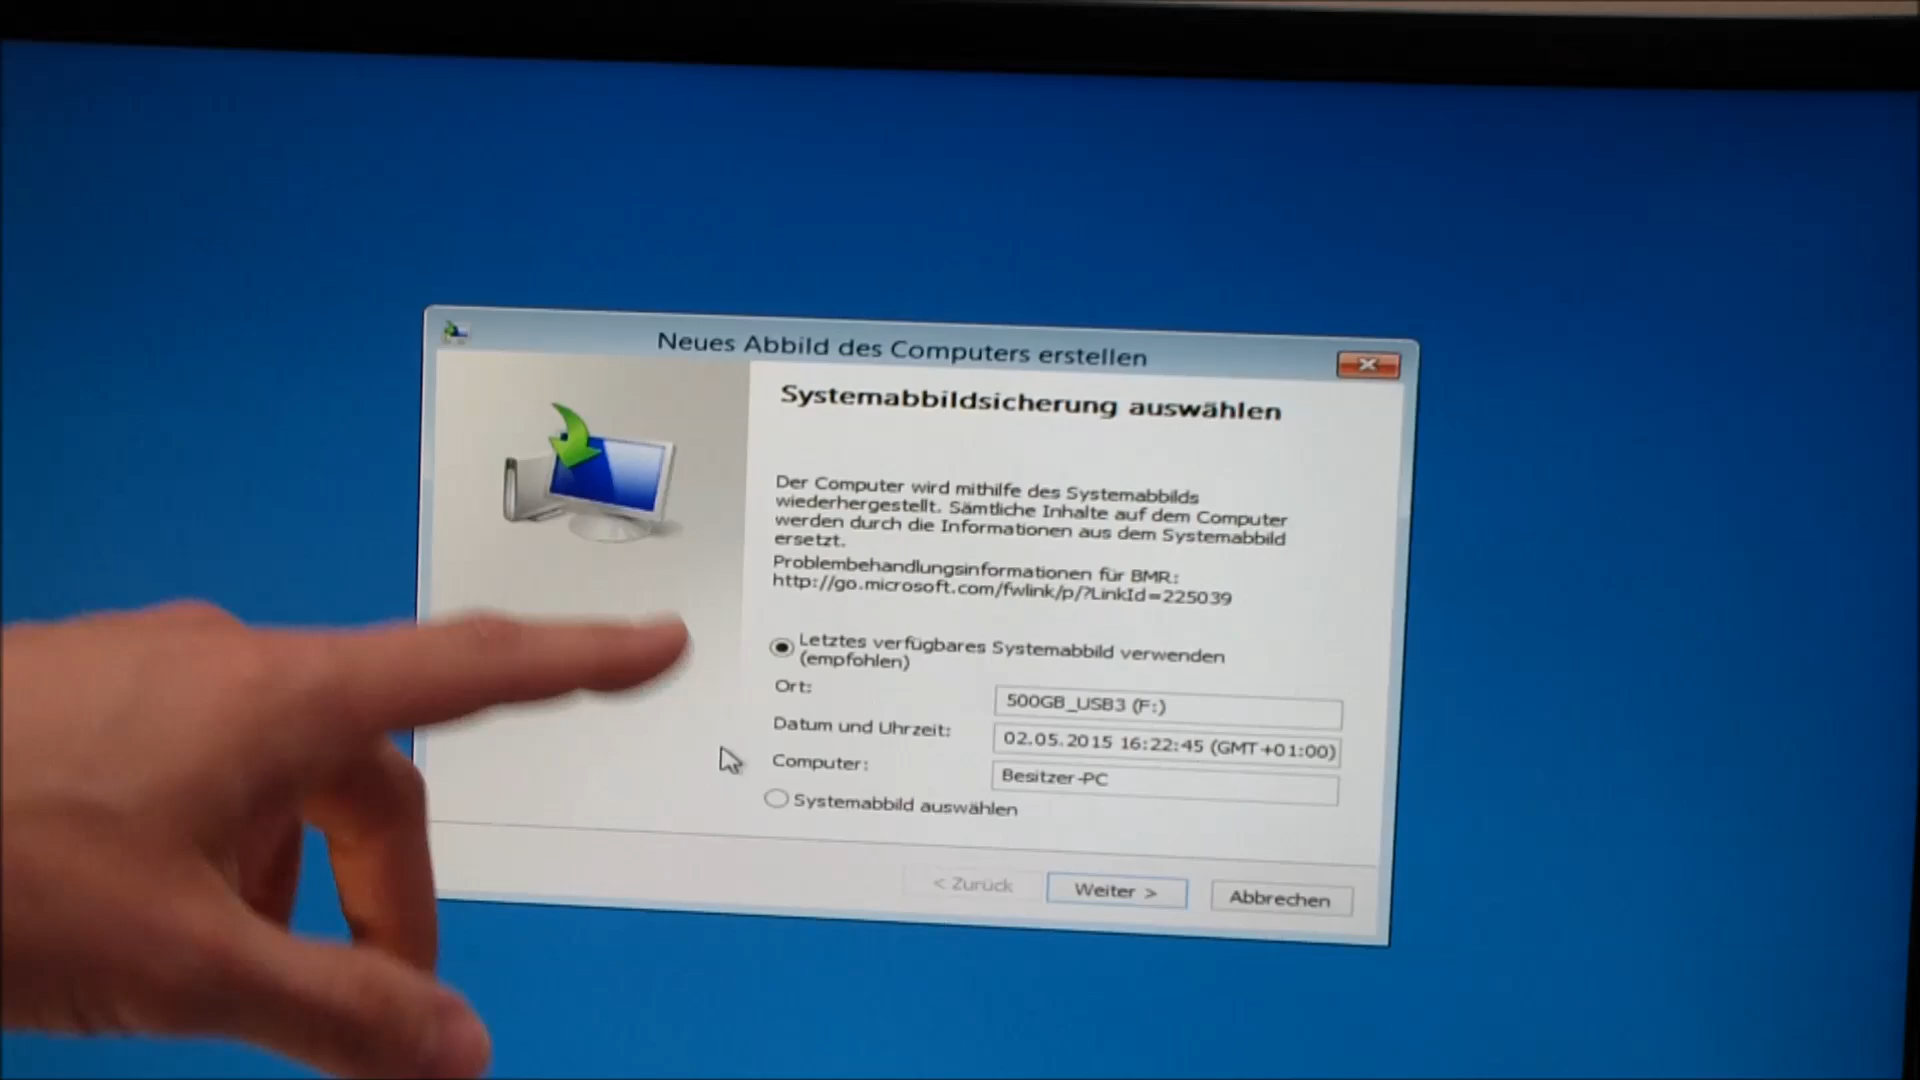 Neues Abbild des Computers erstellen
Systemabbildsicherung auswählen
Der Computer wird mithilfe des Systemabbilds
wiederhergestellt. Sämtliche Inhalte auf dem Computer
werden durch die Informationen aus dem Systemabbild
ersetzt.
Problembehandlungsinformationen für BMR:
http://go.microsoft.com/fwlink/p/?LinkId=225039
Letztes verfügbares Systemabbild verwenden
(empfohlen)
Ort: 500GB_USB3 (F:)
Datum und Uhrzeit: 02.05.2015 16:22:45 (GMT+01:00)
Computer: Besitzer-PC
Systemabbild auswählen
< Zurück Weiter > Abbrechen